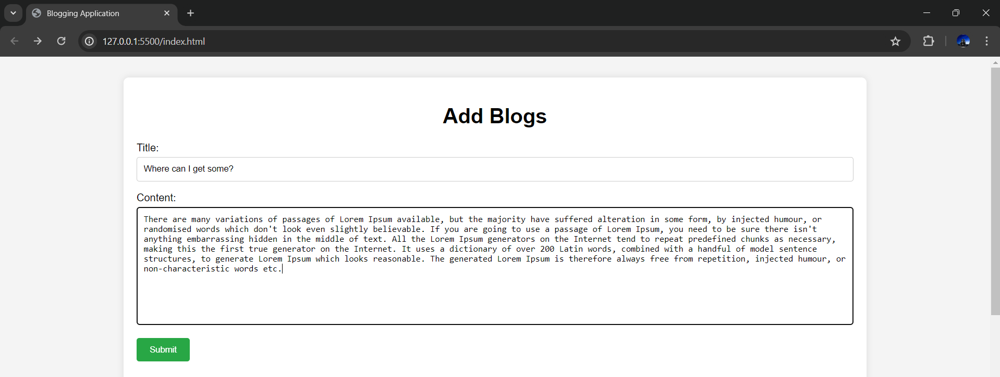 Blogging Application
127.0.0.1:5500/index.html
Add Blogs
Title:
Where can I get some?
Content:
There are many variations of passages of Lorem Ipsum available, but the majority have suffered alteration in some form, by injected humour, or
randomised words which don't look even slightly believable. If you are going to use a passage of Lorem Ipsum, you need to be sure there isn't
anything embarrassing hidden in the middle of text. All the Lorem Ipsum generators on the Internet tend to repeat predefined chunks as necessary,
making this the first true generator on the Internet. It uses a dictionary of over 200 Latin words, combined with a handful of model sentence
structures, to generate Lorem Ipsum which looks reasonable. The generated Lorem Ipsum is therefore always free from repetition, injected humour, or
non-characteristic words etc.
Submit